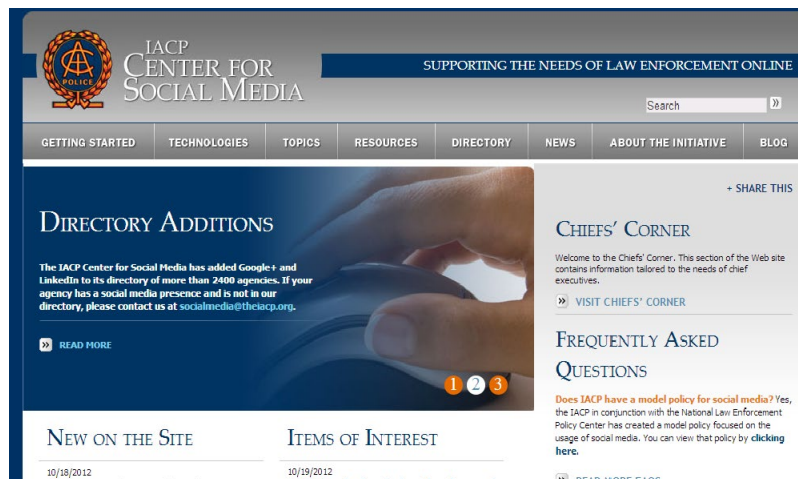 IACP
CENTER FOR
SOCIAL MEDIA
POLICE
SUPPORTING THE NEEDS OF LAW ENFORCEMENT ONLINE
Search
GETTING STARTED TECHNOLOGIES TOPICS RESOURCES DIRECTORY NEWS ABOUT THE INITIATIVE BLOG
DIRECTORY ADDITIONS
The IACP Center for Social Media has added Google+ and
LinkedIn to its directory of more than 2400 agencies. If your
agency has a social media presence and is not in our
directory, please contact us at socialmedia@theiacp.org.
» READ MORE
1 2 3
+ SHARE THIS
CHIEFS' CORNER
Welcome to the Chiefs' Corner. This section of the Web site
contains information tailored to the needs of chief
executives.
» VISIT CHIEFS' CORNER
FREQUENTLY ASKED
QUESTIONS
Does IACP have a model policy for social media? Yes,
the IACP in conjunction with the National Law Enforcement
Policy Center has created a model policy focused on the
usage of social media. You can view that policy by clicking
here.
READ MORE FAQS
NEW ON THE SITE
10/18/2012
ITEMS OF INTEREST
10/19/2012